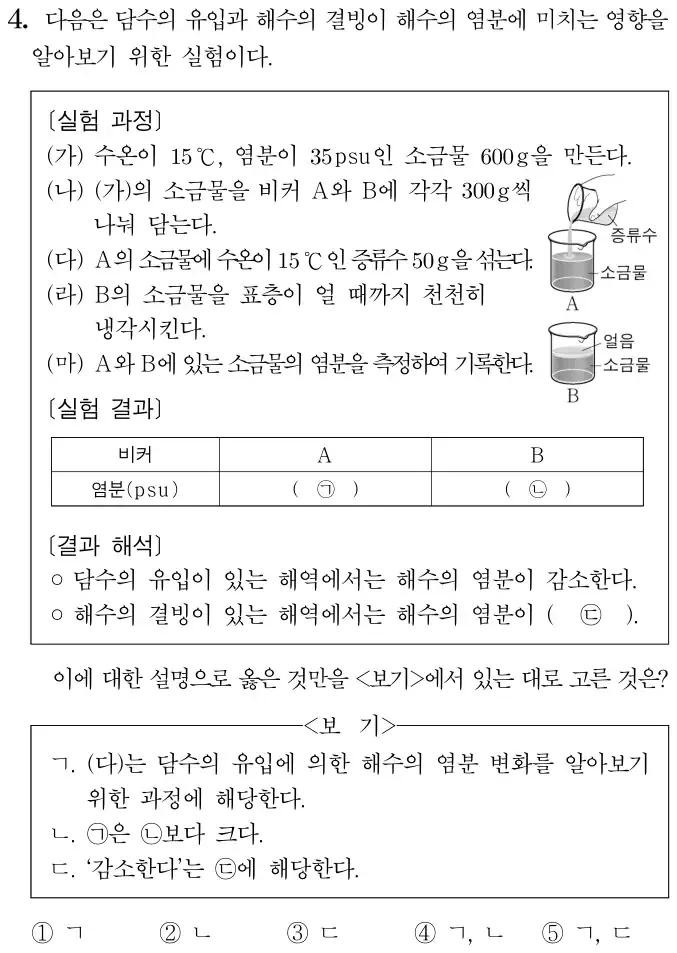 4. 다음은 담수의 유입과 해수의 결빙이 해수의 염분에 미치는 영향을
알아보기 위한 실험이다.
[실험 과정]
(가) 수온이 15℃, 염분이 35psu인 소금물 600g을 만든다.
(나) (가)의 소금물을 비커 A와 B에 각각 300g씩
나눠 담는다.
(다) A의 소금물에 수온이 15℃인 증류수 50g을 섞는다.
(라) B의 소금물을 표층이 얼 때까지 천천히
냉각시킨다.
(마) A와 B에 있는 소금물의 염분을 측정하여 기록한다.
증류수
소금물
A
얼음
소금물
B
[실험 결과]
비커 A B
염분(psu) ( ㉠ ) ( ㉡ )
[결과 해석]
○ 담수의 유입이 있는 해역에서는 해수의 염분이 감소한다.
○ 해수의 결빙이 있는 해역에서는 해수의 염분이 ( ㉢ ).
이에 대한 설명으로 옳은 것만을 <보기>에서 있는 대로 고른 것은?
<보 기>
ㄱ. (다)는 담수의 유입에 의한 해수의 염분 변화를 알아보기
위한 과정에 해당한다.
ㄴ. ㉠은 ㉡보다 크다.
ㄷ. ‘감소한다’는 ㉢에 해당한다.
① ㄱ ② ㄴ ③ ㄷ ④ ㄱ, ㄴ ⑤ ㄱ, ㄷ